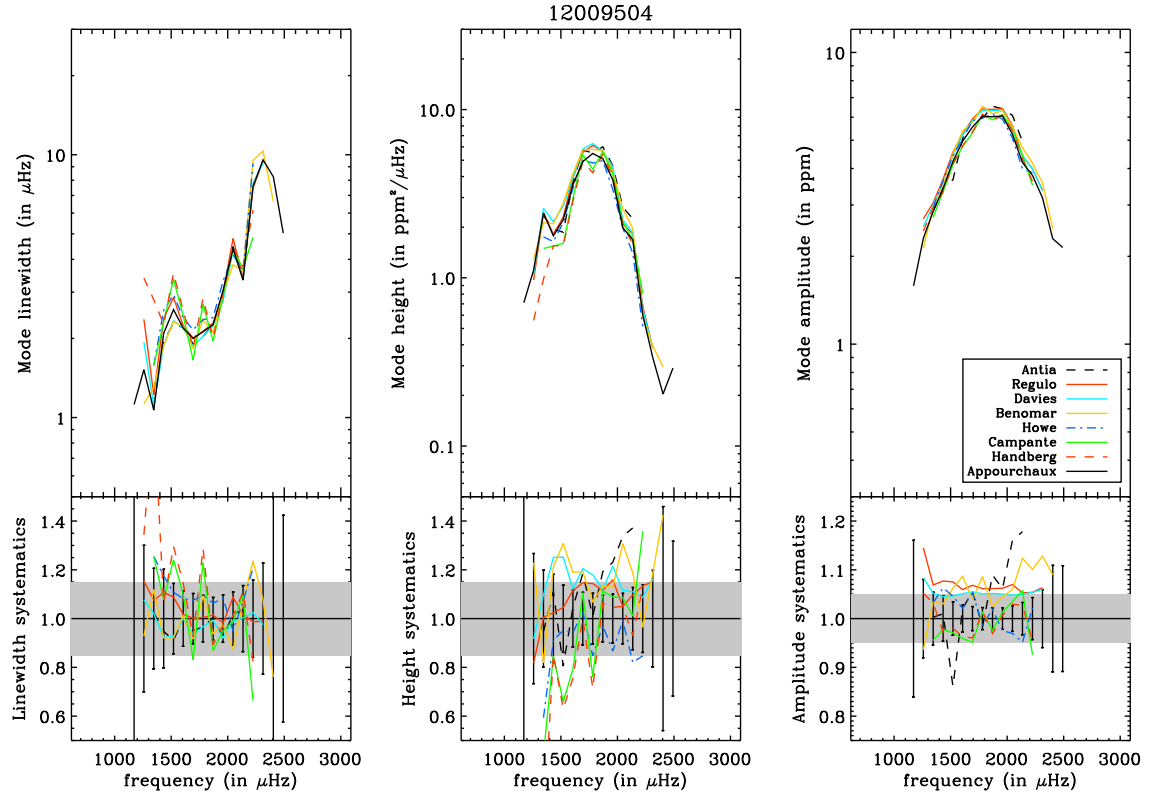 12009504
Mode linewidth (in μHz)
10
1
Mode height (in ppm²/μHz)
10.0
1.0
0.1
Mode amplitude (in ppm)
10
1
Antia
Regulo
Davies
Benomar
Howe
Campante
Handberg
Appourchaux
Linewidth systematics
1.4
1.2
1.0
0.8
0.6
Height systematics
1.4
1.2
1.0
0.8
0.6
Amplitude systematics
1.2
1.1
1.0
0.9
0.8
1000 1500 2000 2500 3000
frequency (in μHz)
1000 1500 2000 2500 3000
frequency (in μHz)
1000 1500 2000 2500 3000
frequency (in μHz)